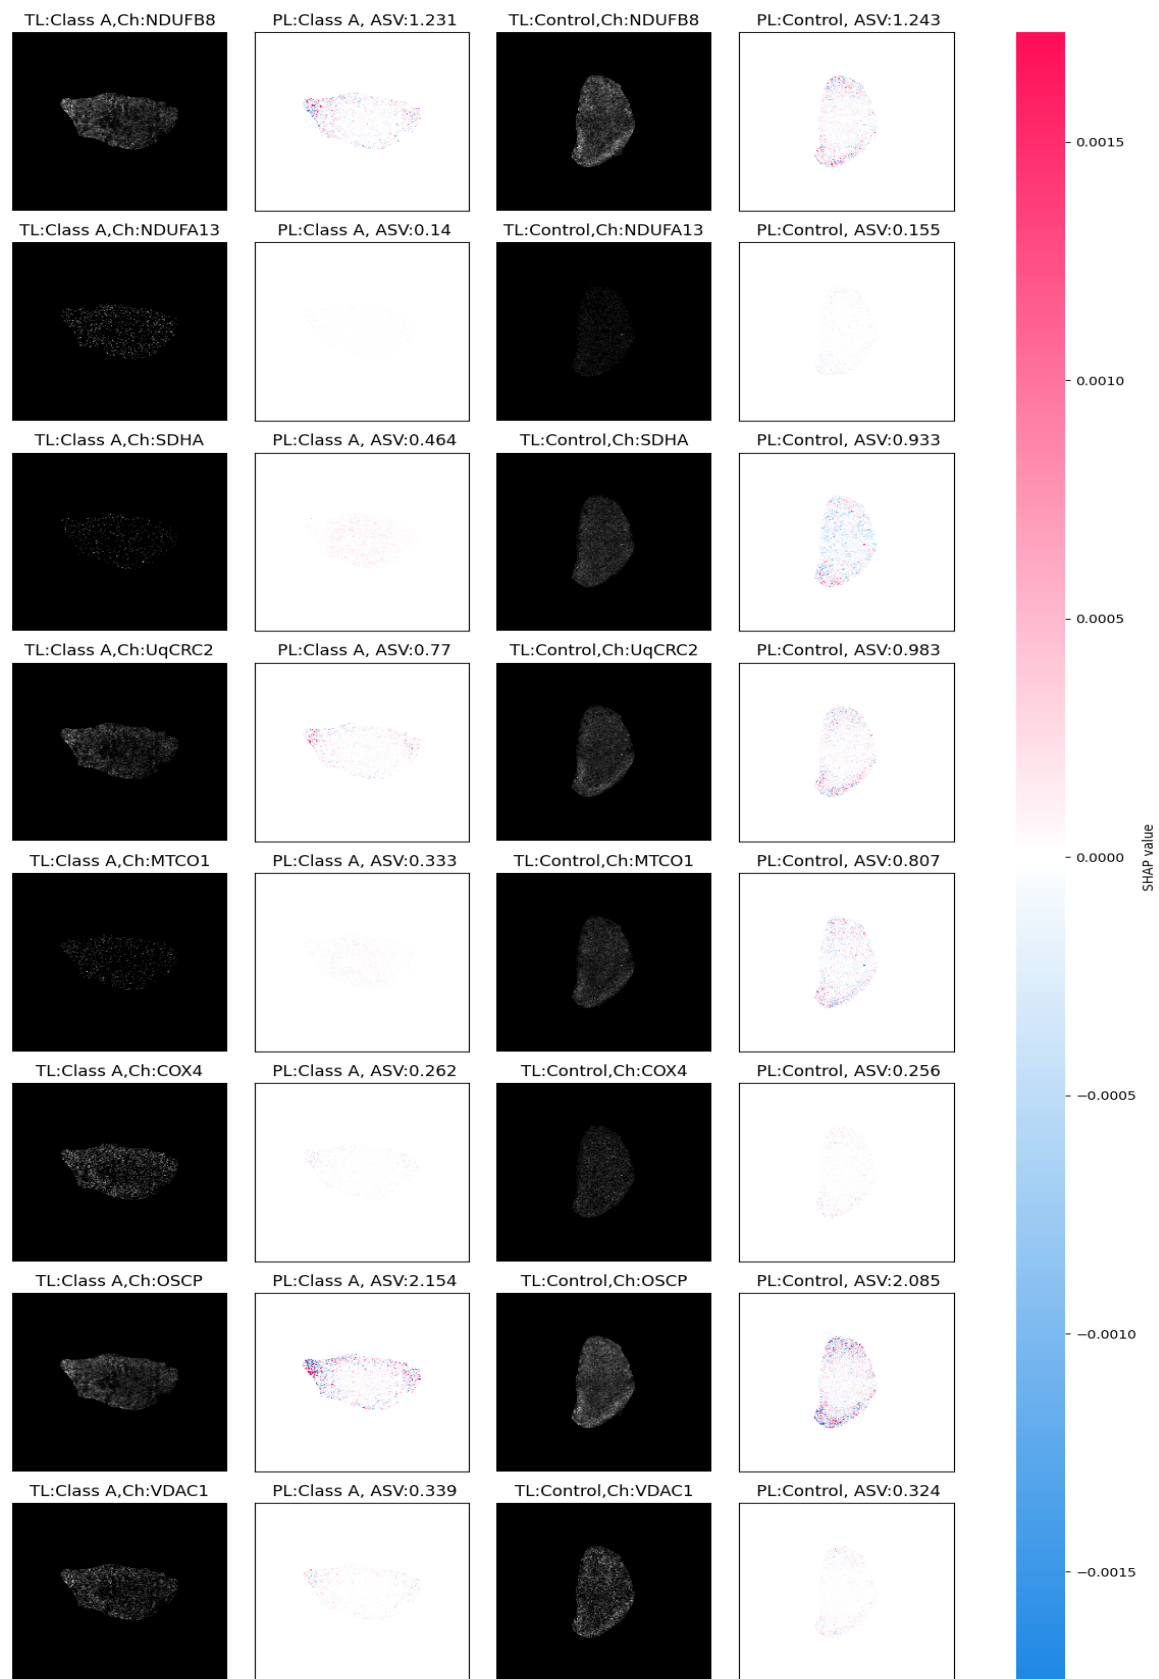 TL:Class A,Ch:NDUFB8
PL:Class A, ASV:1.231
TL:Control,Ch:NDUFB8
PL:Control, ASV:1.243
TL:Class A,Ch:NDUFA13
PL:Class A, ASV:0.14
TL:Control,Ch:NDUFA13
PL:Control, ASV:0.155
TL:Class A,Ch:SDHA
PL:Class A, ASV:0.464
TL:Control,Ch:SDHA
PL:Control, ASV:0.933
TL:Class A,Ch:UqCRC2
PL:Class A, ASV:0.77
TL:Control,Ch:UqCRC2
PL:Control, ASV:0.983
TL:Class A,Ch:MTCO1
PL:Class A, ASV:0.333
TL:Control,Ch:MTCO1
PL:Control, ASV:0.807
TL:Class A,Ch:COX4
PL:Class A, ASV:0.262
TL:Control,Ch:COX4
PL:Control, ASV:0.256
TL:Class A,Ch:OSCP
PL:Class A, ASV:2.154
TL:Control,Ch:OSCP
PL:Control, ASV:2.085
TL:Class A,Ch:VDAC1
PL:Class A, ASV:0.339
TL:Control,Ch:VDAC1
PL:Control, ASV:0.324
0.0015
0.0010
0.0005
0.0000
−0.0005
−0.0010
−0.0015
SHAP value